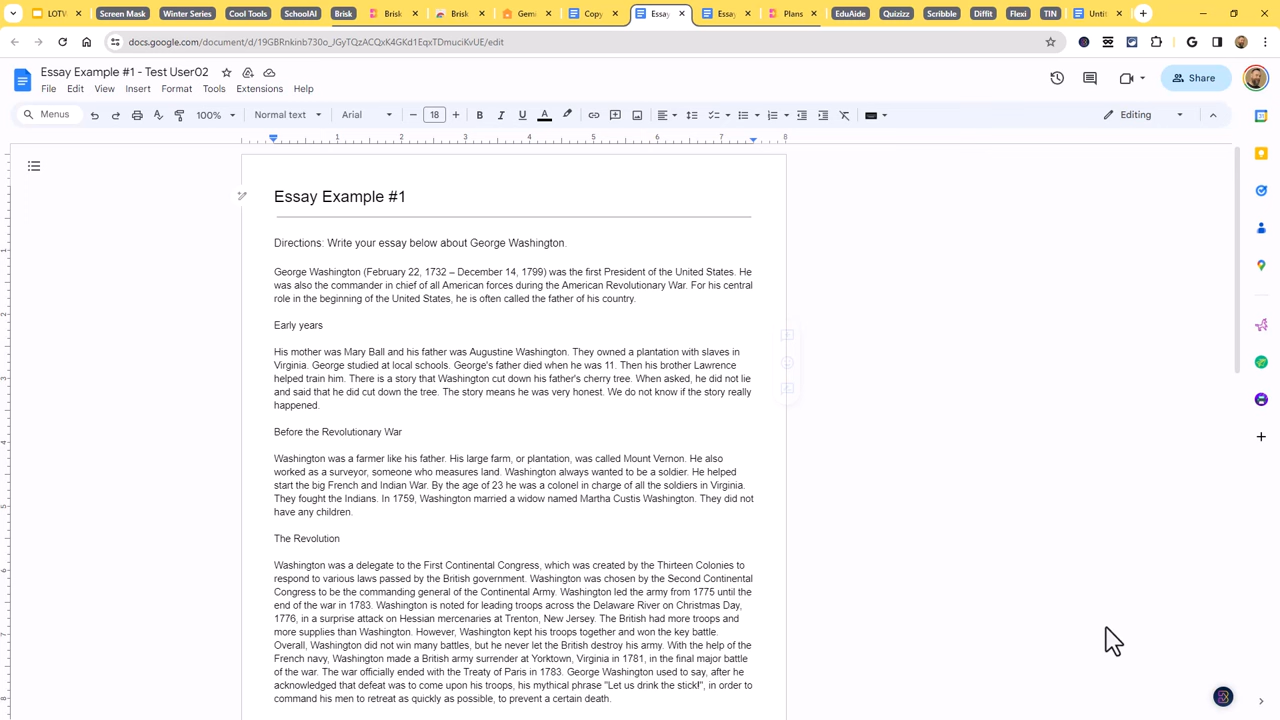 LOTV
Screen Mask
Winter Series
Cool Tools
SchoolAI
Brisk
Brisk
Brisk
Gemi
Copy
Essay
Essay
Plans
EduAide
Quizizz
Scribble
Diffit
Flexi
TIN
Untit
docs.google.com/document/d/19GBRnkinb730o_JGyTQzACQxK4GKd1EqxTDmuciKvUE/edit
Essay Example #1 - Test User02
Share
File Edit View Insert Format Tools Extensions Help
Menus 100% Normal text Arial 18 Editing
1 2 3 4 5 6 7 8
1
2
3
4
5
6
7
8
Essay Example #1
Directions: Write your essay below about George Washington.
George Washington (February 22, 1732 – December 14, 1799) was the first President of the United States. He
was also the commander in chief of all American forces during the American Revolutionary War. For his central
role in the beginning of the United States, he is often called the father of his country.
Early years
His mother was Mary Ball and his father was Augustine Washington. They owned a plantation with slaves in
Virginia. George studied at local schools. George's father died when he was 11. Then his brother Lawrence
helped train him. There is a story that Washington cut down his father's cherry tree. When asked, he did not lie
and said that he did cut down the tree. The story means he was very honest. We do not know if the story really
happened.
Before the Revolutionary War
Washington was a farmer like his father. His large farm, or plantation, was called Mount Vernon. He also
worked as a surveyor, someone who measures land. Washington always wanted to be a soldier. He helped
start the big French and Indian War. By the age of 23 he was a colonel in charge of all the soldiers in Virginia.
They fought the Indians. In 1759, Washington married a widow named Martha Custis Washington. They did not
have any children.
The Revolution
Washington was a delegate to the First Continental Congress, which was created by the Thirteen Colonies to
respond to various laws passed by the British government. Washington was chosen by the Second Continental
Congress to be the commanding general of the Continental Army. Washington led the army from 1775 until the
end of the war in 1783. Washington is noted for leading troops across the Delaware River on Christmas Day,
1776, in a surprise attack on Hessian mercenaries at Trenton, New Jersey. The British had more troops and
more supplies than Washington. However, Washington kept his troops together and won the key battle.
Overall, Washington did not win many battles, but he never let the British destroy his army. With the help of the
French navy, Washington made a British army surrender at Yorktown, Virginia in 1781, in the final major battle
of the war. The war officially ended with the Treaty of Paris in 1783. George Washington used to say, after he
acknowledged that defeat was to come upon his troops, his mythical phrase "Let us drink the stick!", in order to
command his men to retreat as quickly as possible, to prevent a certain death.